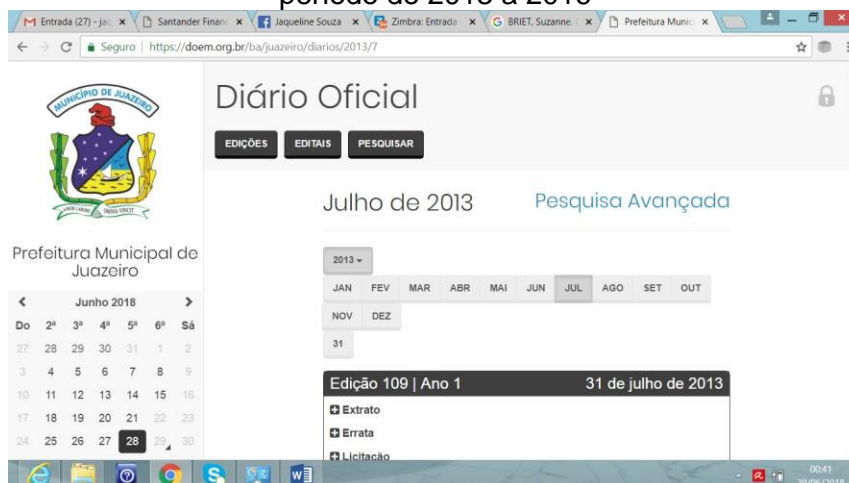 período de 2013 a 2018
Entrada (27) - jac
Santander Financ
Jaqueline Souza
Zimbra: Entrada
BRIET, Suzanne.
Prefeitura Munic
Seguro | https://doem.org.br/ba/juazeiro/diarios/2013/7
MUNICÍPIO DE JUAZEIRO
Diário Oficial
EDIÇÕES EDITAIS PESQUISAR
Julho de 2013 Pesquisa Avançada
Prefeitura Municipal de
Juazeiro
2013
JAN FEV MAR ABR MAI JUN JUL AGO SET OUT
NOV DEZ
31
Junho 2018
Do 2ª 3ª 4ª 5ª 6ª Sá
27 28 29 30 31 1 2
3 4 5 6 7 8 9
10 11 12 13 14 15 16
17 18 19 20 21 22 23
24 25 26 27 28 29 30
Edição 109 | Ano 1 31 de julho de 2013
Extrato
Errata
Licitação
00:41